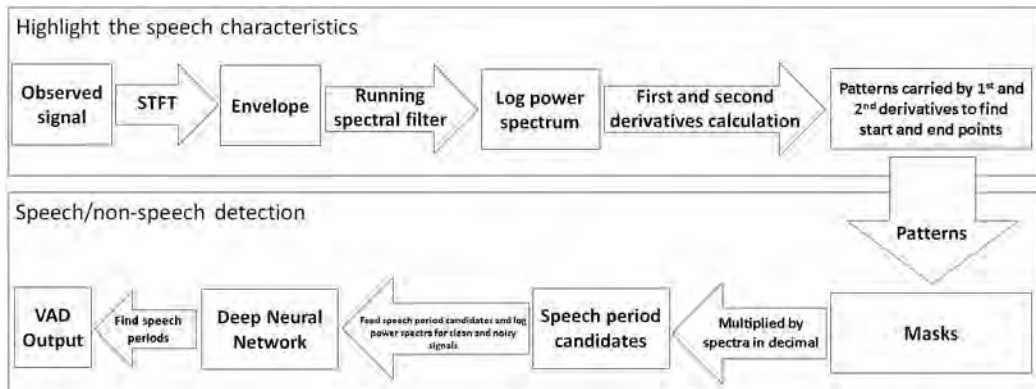 Highlight the speech characteristics
Observed
signal
STFT
Envelope
Running
spectral filter
Log power
spectrum
First and second
derivatives calculation
Patterns carried by 1st and
2nd derivatives to find
start and end points
Patterns
Speech/non-speech detection
Masks
Multiplied by
spectra in decimal
Speech period
candidates
Feed speech period candidates and log
power spectra for clean and noisy
signals
Deep Neural
Network
Find speech
periods
VAD
Output